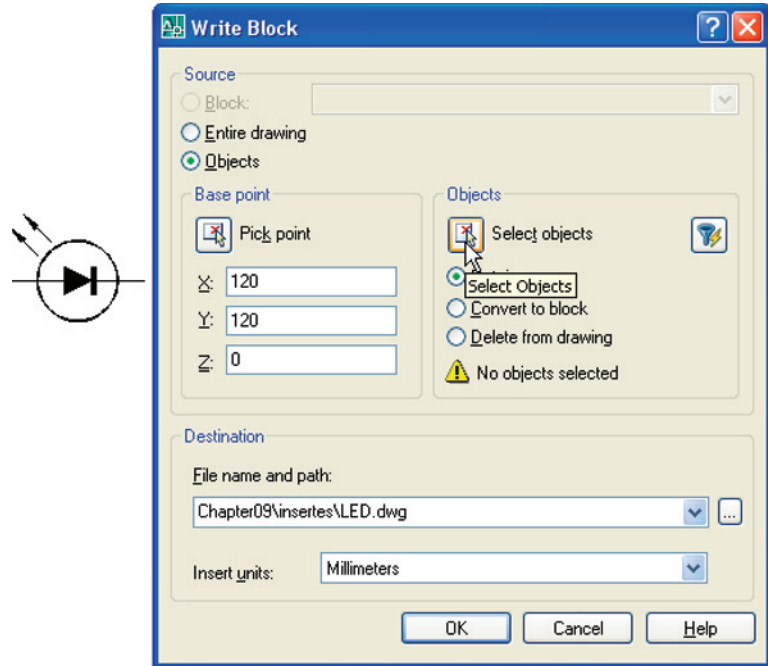 Write Block
Source
Block:
Entire drawing
Objects
Base point
Pick point
X: 120
Y: 120
Z: 0
Objects
Select objects
Select Objects
Convert to block
Delete from drawing
No objects selected
Destination
File name and path:
Chapter09\insertes\LED.dwg
...
Insert units: Millimeters
OK Cancel Help